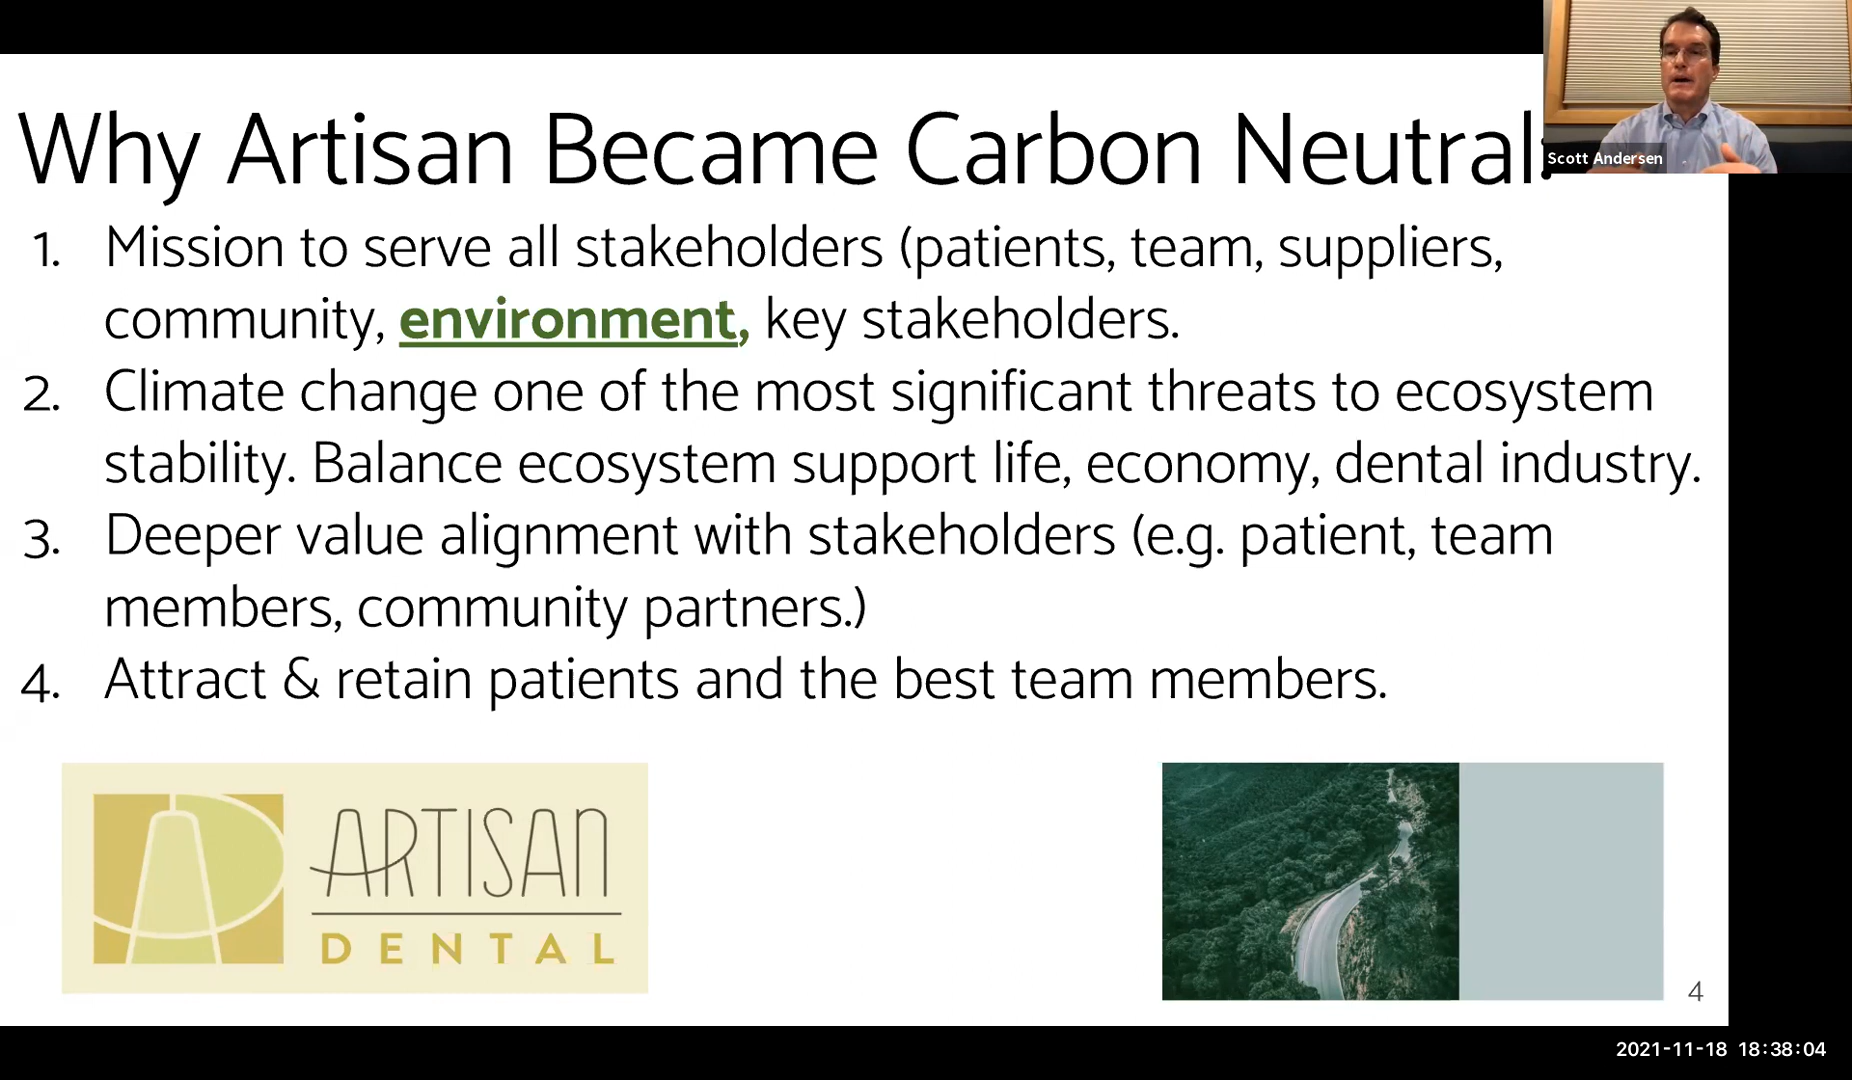 Why Artisan Became Carbon Neutral:
Scott Andersen
1. Mission to serve all stakeholders (patients, team, suppliers,
community, environment, key stakeholders.
2. Climate change one of the most significant threats to ecosystem
stability. Balance ecosystem support life, economy, dental industry.
3. Deeper value alignment with stakeholders (e.g. patient, team
members, community partners.)
4. Attract & retain patients and the best team members.
ARTISAN
DENTAL
4
2021-11-18 18:38:04